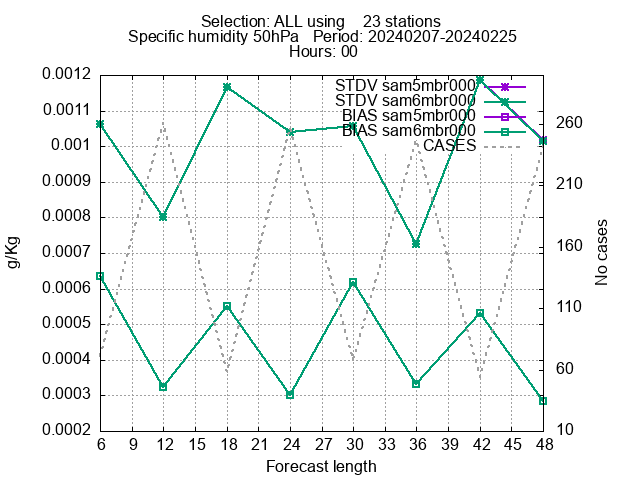 Selection: ALL using    23 stations
Specific humidity 50hPa   Period: 20240207-20240225
Hours: 00
STDV sam5mbr000
STDV sam6mbr000
BIAS sam5mbr000
BIAS sam6mbr000
CASES
0.0012
0.0011
0.001
0.0009
0.0008
0.0007
0.0006
0.0005
0.0004
0.0003
0.0002
g/Kg
260
210
160
110
60
10
No cases
6 9 12 15 18 21 24 27 30 33 36 39 42 45 48
Forecast length